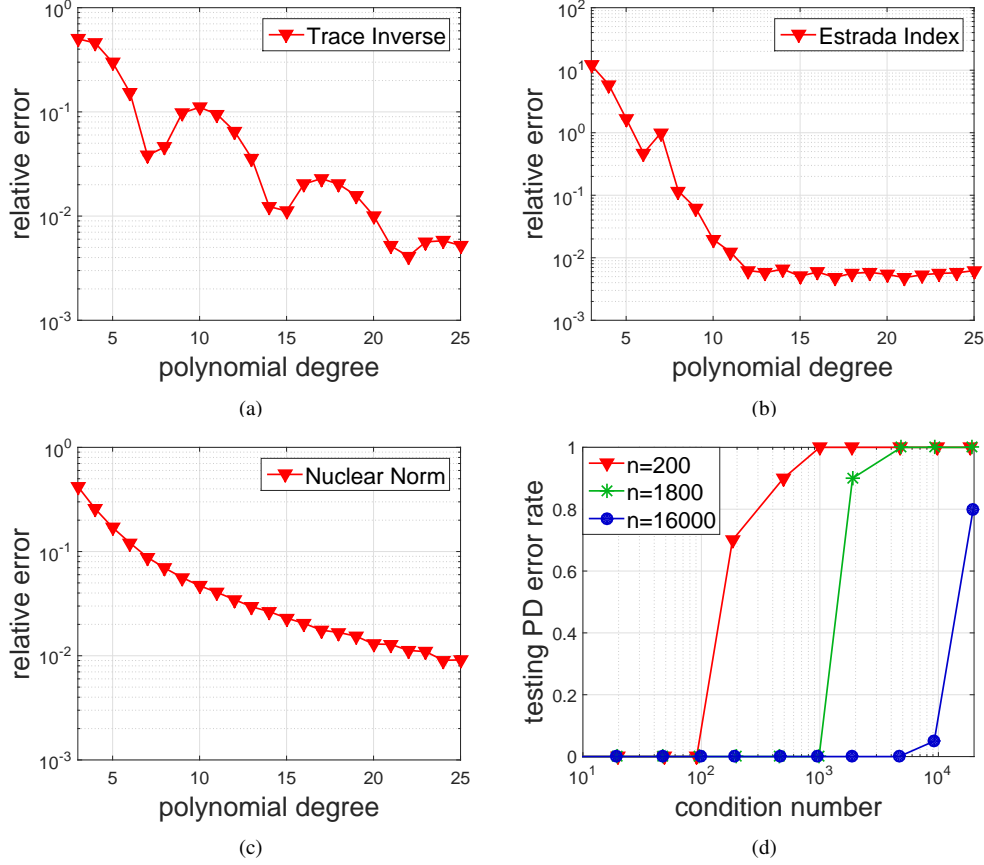 10^0
10^-1
10^-2
10^-3
relative error
Trace Inverse
5
10
15
20
25
polynomial degree
(a)
10^2
10^1
10^0
10^-1
10^-2
10^-3
relative error
Estrada Index
5
10
15
20
25
polynomial degree
(b)
10^0
10^-1
10^-2
10^-3
relative error
Nuclear Norm
5
10
15
20
25
polynomial degree
(c)
1
0.8
0.6
0.4
0.2
0
testing PD error rate
n=200
n=1800
n=16000
10^1
10^2
10^3
10^4
condition number
(d)